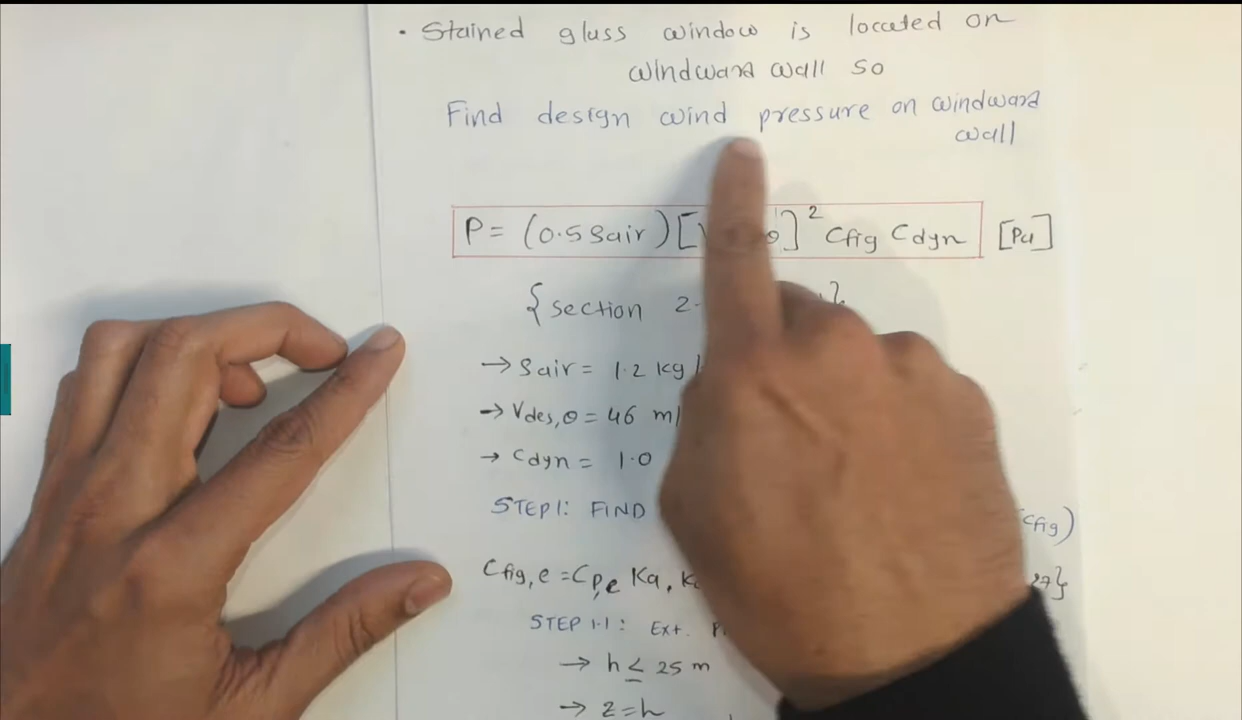 • Stained glass window is located on
windward wall so
Find design wind pressure on windward
wall
P = (0.5 ρair) [V θ]² Cfig Cdyn [Pa]
{section 2. }
→ ρair = 1.2 kg/
→ Vdes,θ = 46 m/
→ Cdyn = 1.0
STEP1: FIND (Cfig)
Cfig,e = Cp,e Ka, K 27}
STEP 1.1: Ext. P
→ h ≤ 25 m
→ z=h